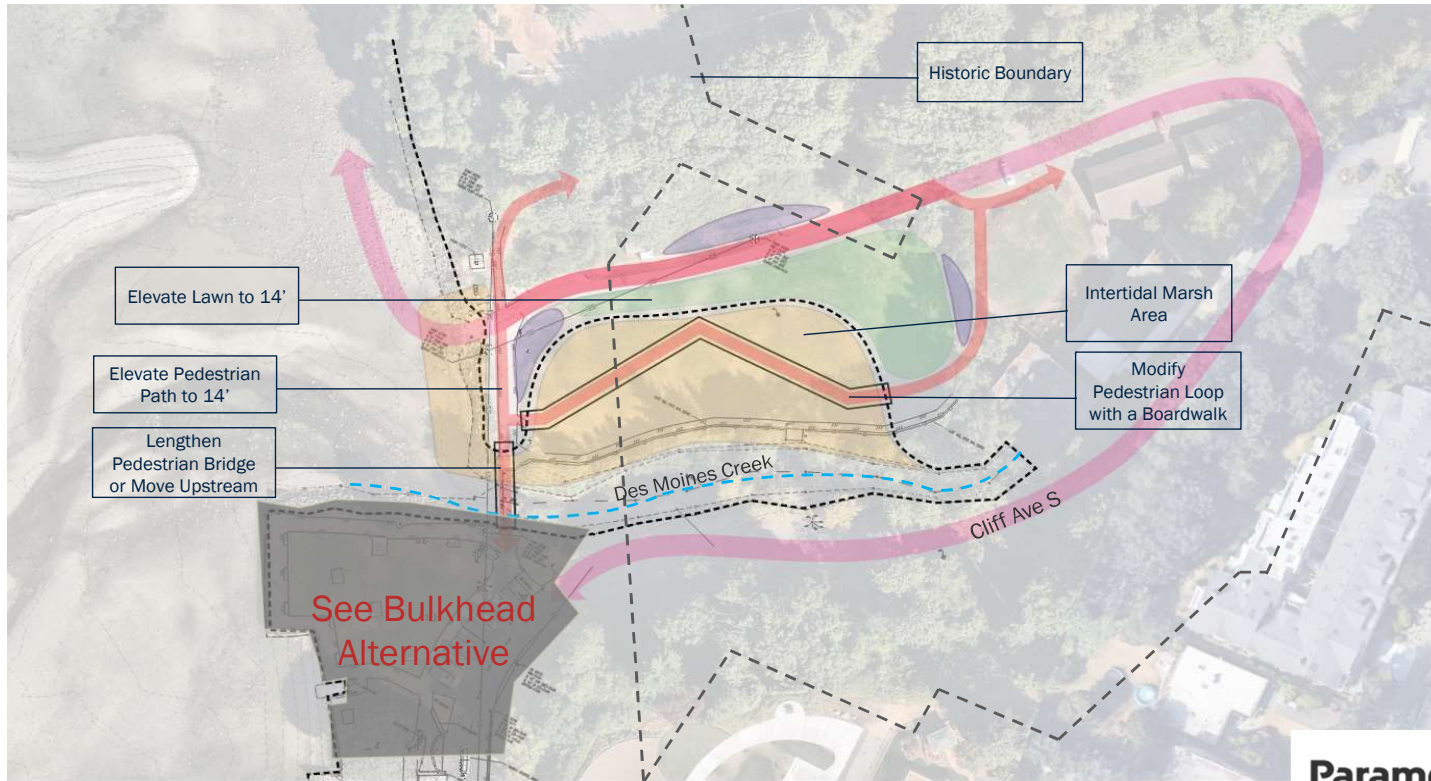 Historic Boundary
Elevate Lawn to 14’
Intertidal Marsh
Area
Elevate Pedestrian
Path to 14’
Modify
Pedestrian Loop
with a Boardwalk
Lengthen
Pedestrian Bridge
or Move Upstream
Des Moines Creek
Cliff Ave S
See Bulkhead
Alternative